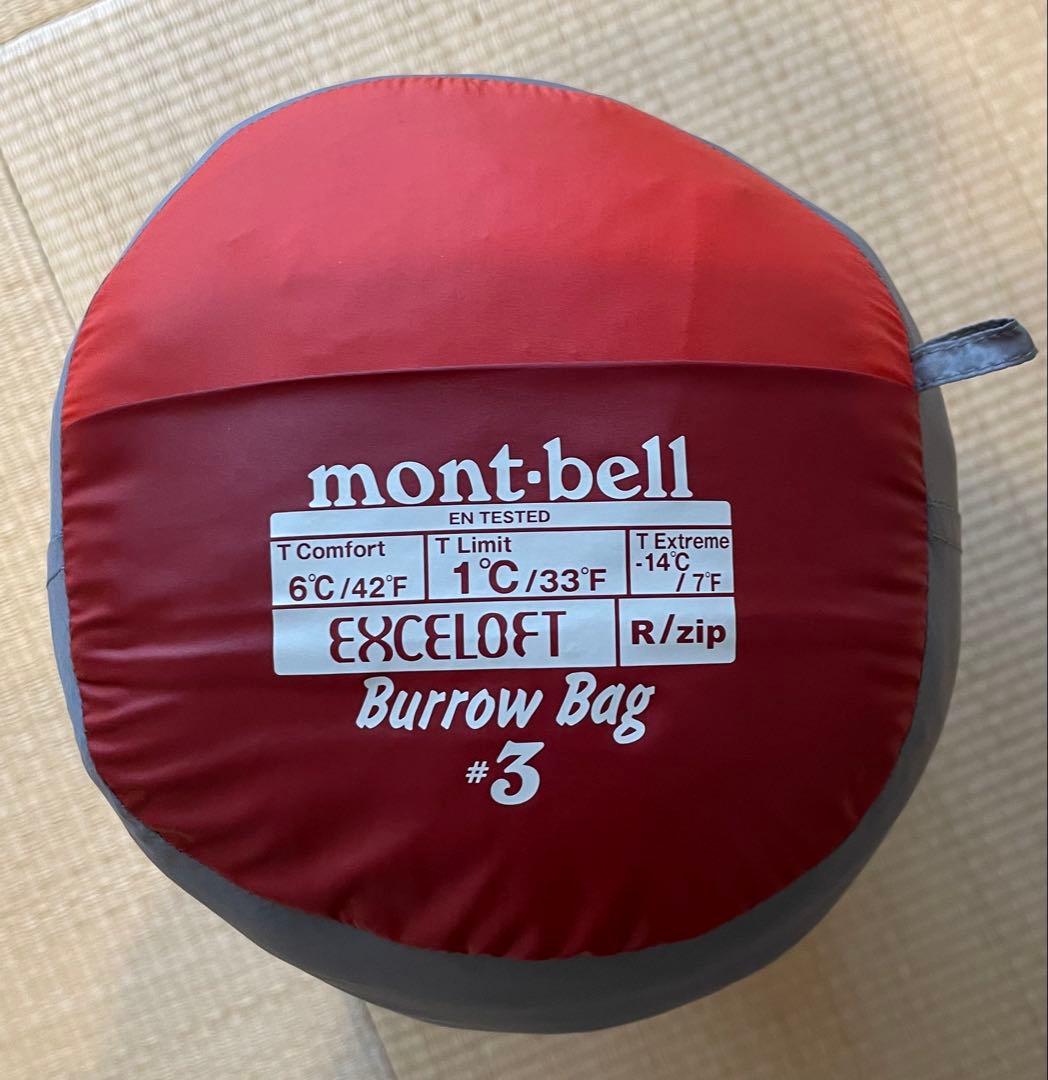 mont·bell
EN TESTED
T Comfort
6°C/42°F
T Limit
1°C/33°F
T Extreme
-14°C
/ 7°F
EXCELOFT
R/zip
Burrow Bag
#3